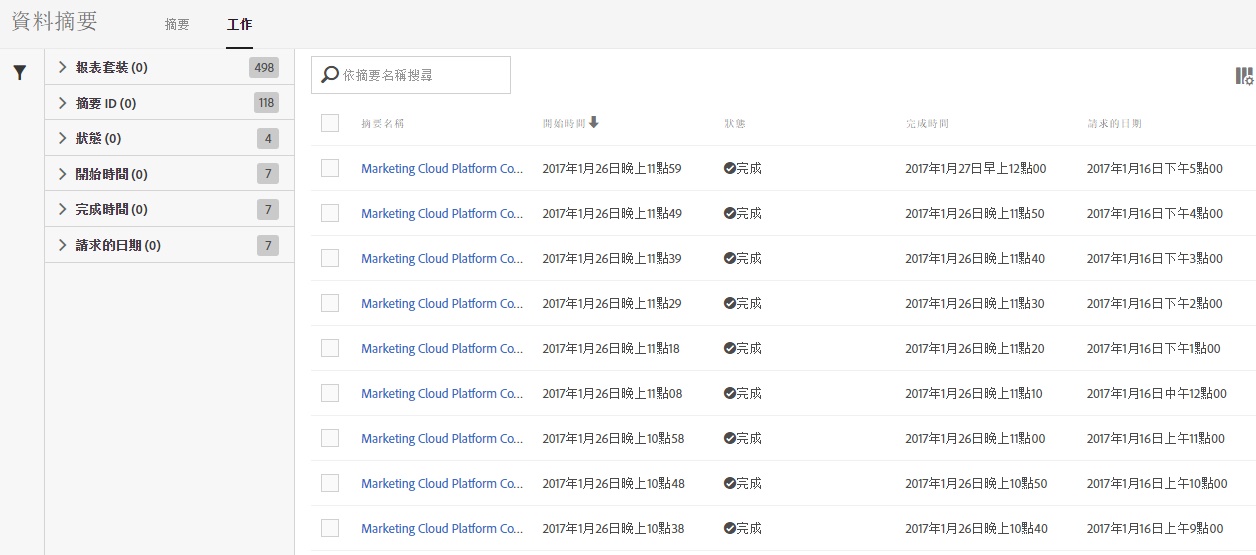 資料摘要 摘要 工作
報表套裝 (0) 498
摘要 ID (0) 118
狀態 (0) 4
開始時間 (0) 7
完成時間 (0) 7
請求的日期 (0) 7
依摘要名稱搜尋
摘要名稱 開始時間 狀態 完成時間 請求的日期
Marketing Cloud Platform Co... 2017年1月26日晚上11點59 完成 2017年1月27日早上12點00 2017年1月16日下午5點00
Marketing Cloud Platform Co... 2017年1月26日晚上11點49 完成 2017年1月26日晚上11點50 2017年1月16日下午4點00
Marketing Cloud Platform Co... 2017年1月26日晚上11點39 完成 2017年1月26日晚上11點40 2017年1月16日下午3點00
Marketing Cloud Platform Co... 2017年1月26日晚上11點29 完成 2017年1月26日晚上11點30 2017年1月16日下午2點00
Marketing Cloud Platform Co... 2017年1月26日晚上11點18 完成 2017年1月26日晚上11點20 2017年1月16日下午1點00
Marketing Cloud Platform Co... 2017年1月26日晚上11點08 完成 2017年1月26日晚上11點10 2017年1月16日中午12點00
Marketing Cloud Platform Co... 2017年1月26日晚上10點58 完成 2017年1月26日晚上11點00 2017年1月16日上午11點00
Marketing Cloud Platform Co... 2017年1月26日晚上10點48 完成 2017年1月26日晚上10點50 2017年1月16日上午10點00
Marketing Cloud Platform Co... 2017年1月26日晚上10點38 完成 2017年1月26日晚上10點40 2017年1月16日上午9點00